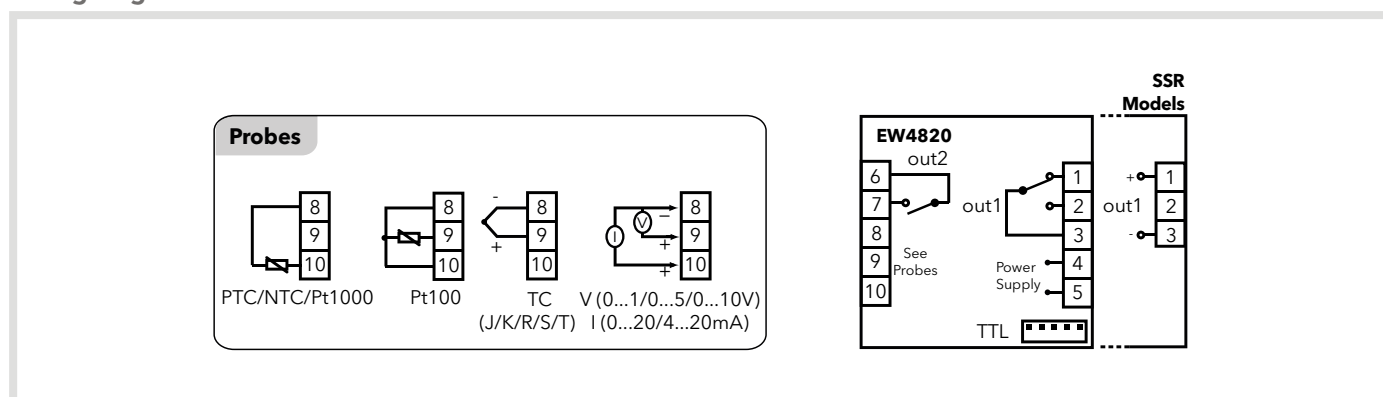 Probes
8
9
10
PTC/NTC/Pt1000
8
9
10
Pt100
-
+
8
9
10
TC
(J/K/R/S/T)
I
V
−
+
+
8
9
10
V (0...1/0...5/0...10V)
I (0...20/4...20mA)
EW4820
out2
6
7
8
9
10
See
Probes
out1
1
2
3
4
5
Power
Supply
TTL
SSR
Models
out1
+
-
1
2
3